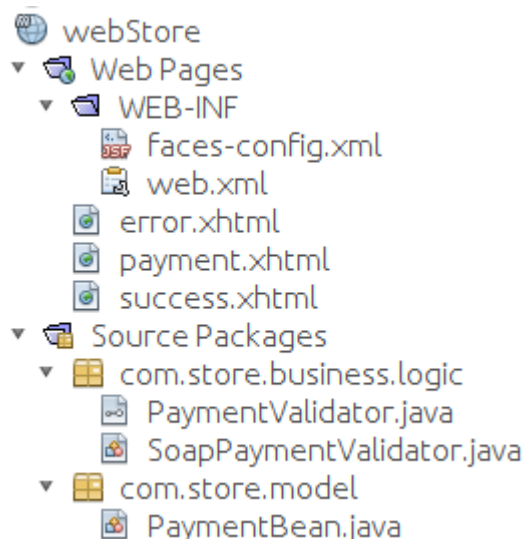 webStore
Web Pages
WEB-INF
faces-config.xml
web.xml
error.xhtml
payment.xhtml
success.xhtml
Source Packages
com.store.business.logic
PaymentValidator.java
SoapPaymentValidator.java
com.store.model
PaymentBean.java